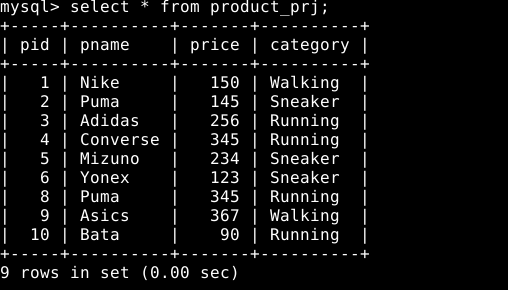 mysql> select * from product_prj;
+-----+----------+-------+----------+
| pid | pname    | price | category |
+-----+----------+-------+----------+
|   1 | Nike     |   150 | Walking  |
|   2 | Puma     |   145 | Sneaker  |
|   3 | Adidas   |   256 | Running  |
|   4 | Converse |   345 | Running  |
|   5 | Mizuno   |   234 | Sneaker  |
|   6 | Yonex    |   123 | Sneaker  |
|   8 | Puma     |   345 | Running  |
|   9 | Asics    |   367 | Walking  |
|  10 | Bata     |    90 | Running  |
+-----+----------+-------+----------+
9 rows in set (0.00 sec)